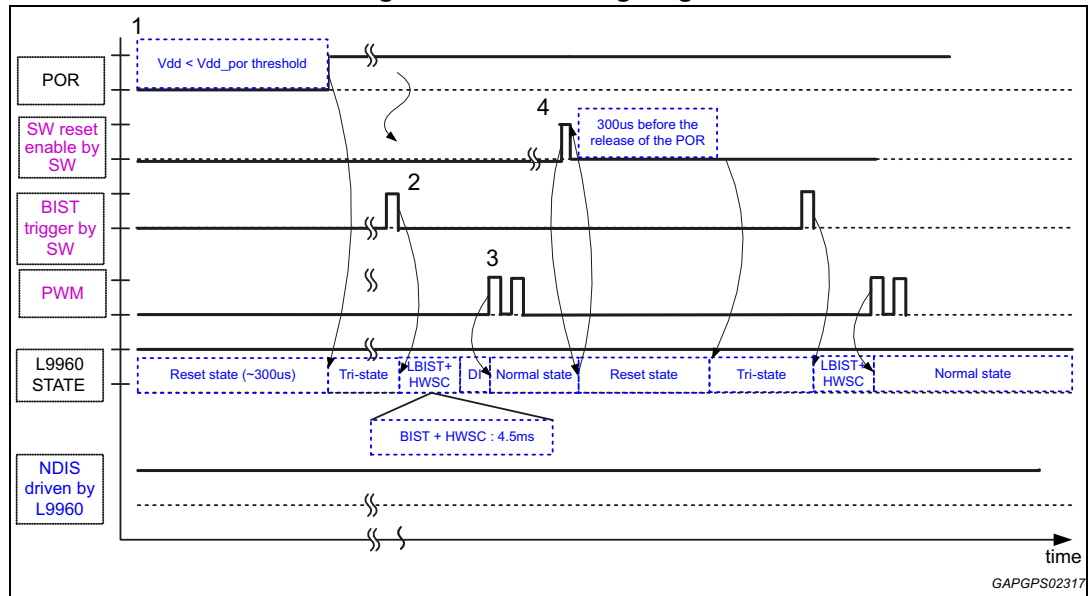 1
Vdd < Vdd_por threshold
POR
4
SW reset
enable by
SW
300us before the
release of the POR
2
BIST
trigger by
SW
3
PWM
L9960
STATE
Reset state (~300us)
Tri-state
LBIST+
HWSC
DI
Normal state
Reset state
Tri-state
LBIST+
HWSC
Normal state
BIST + HWSC : 4.5ms
NDIS
driven by
L9960
time
GAPGPS02317